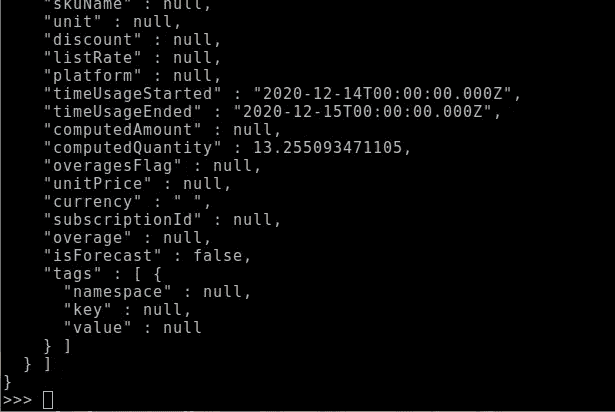 "skuName" : null,
"unit" : null,
"discount" : null,
"listRate" : null,
"platform" : null,
"timeUsageStarted" : "2020-12-14T00:00:00.000Z",
"timeUsageEnded" : "2020-12-15T00:00:00.000Z",
"computedAmount" : null,
"computedQuantity" : 13.255093471105,
"overagesFlag" : null,
"unitPrice" : null,
"currency" : " ",
"subscriptionId" : null,
"overage" : null,
"isForecast" : false,
"tags" : [ {
"namespace" : null,
"key" : null,
"value" : null
} ]
} ]
}
>>>